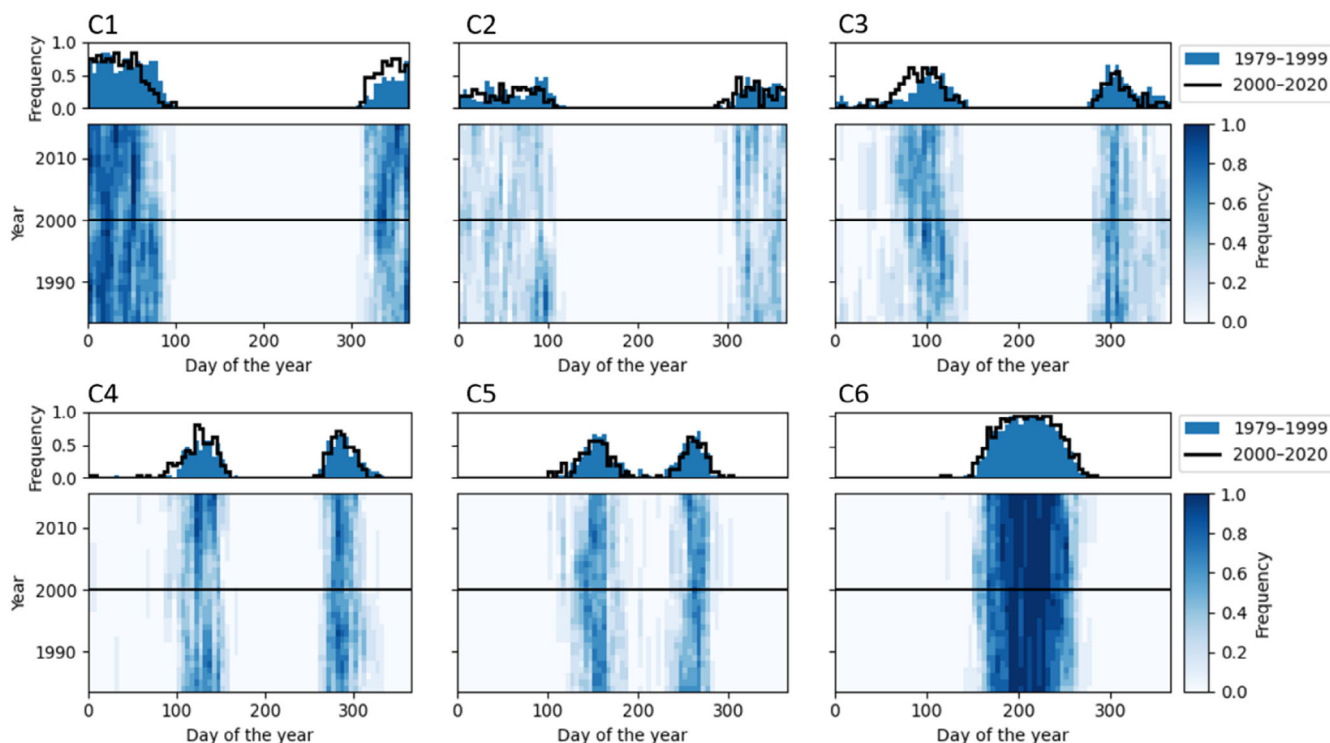 C1
C2
C3
Frequency
1.0
0.5
0.0
1979–1999
2000–2020
Year
2010
2000
1990
1.0
0.8
0.6
0.4
0.2
0.0
Frequency
0 100 200 300
0 100 200 300
0 100 200 300
Day of the year
Day of the year
Day of the year
C4
C5
C6
Frequency
1.0
0.5
0.0
1979–1999
2000–2020
Year
2010
2000
1990
1.0
0.8
0.6
0.4
0.2
0.0
Frequency
0 100 200 300
0 100 200 300
0 100 200 300
Day of the year
Day of the year
Day of the year